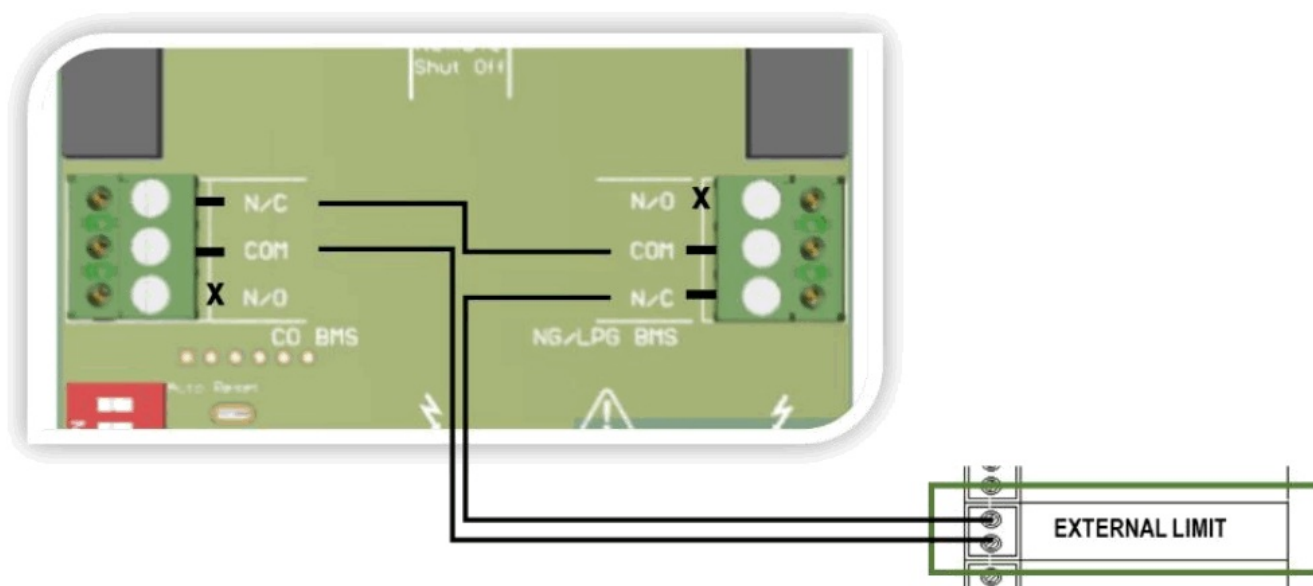 Shut Off
N/C
COM
N/O
CO BMS
N/O
COM
N/C
NG/LPG BMS
X
X
Auto Reset
EXTERNAL LIMIT